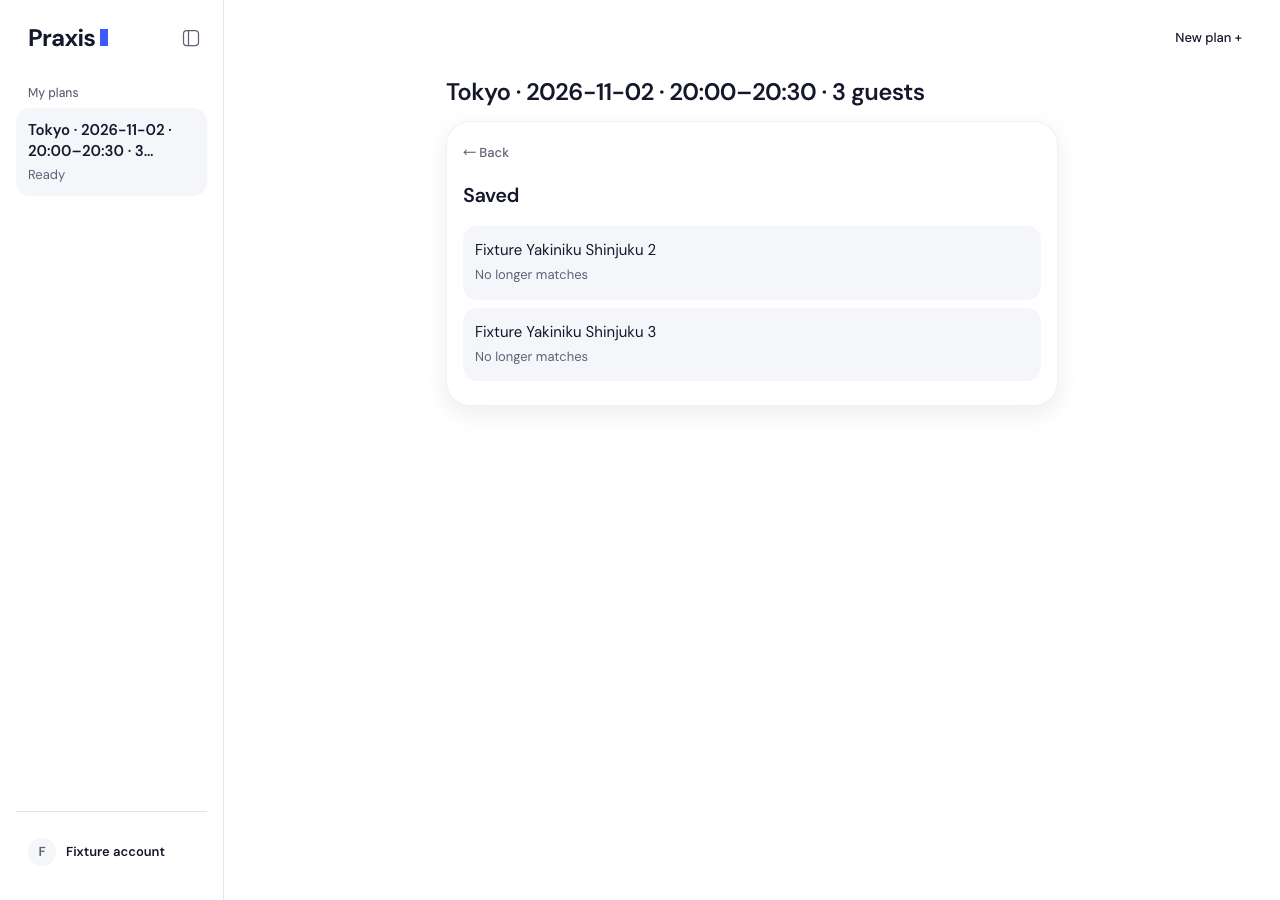 Praxis
New plan +
My plans
Tokyo · 2026-11-02 ·
20:00–20:30 · 3...
Ready
Tokyo · 2026-11-02 · 20:00–20:30 · 3 guests
← Back
Saved
Fixture Yakiniku Shinjuku 2
No longer matches
Fixture Yakiniku Shinjuku 3
No longer matches
F
Fixture account